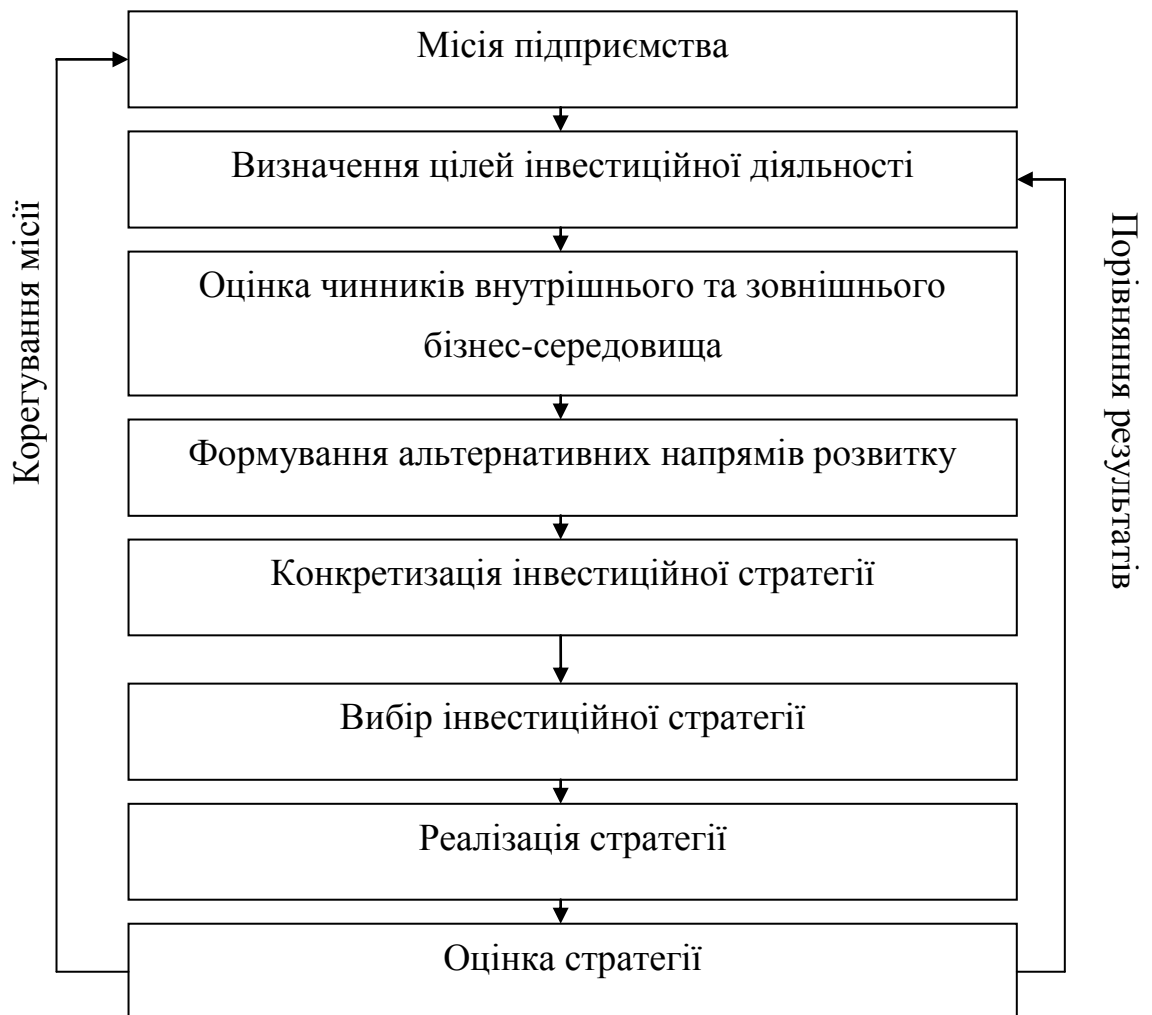 Місія підприємства
Визначення цілей інвестиційної діяльності
Оцінка чинників внутрішнього та зовнішнього
бізнес-середовища
Формування альтернативних напрямів розвитку
Конкретизація інвестиційної стратегії
Вибір інвестиційної стратегії
Реалізація стратегії
Оцінка стратегії
Корегування місії
Порівняння результатів